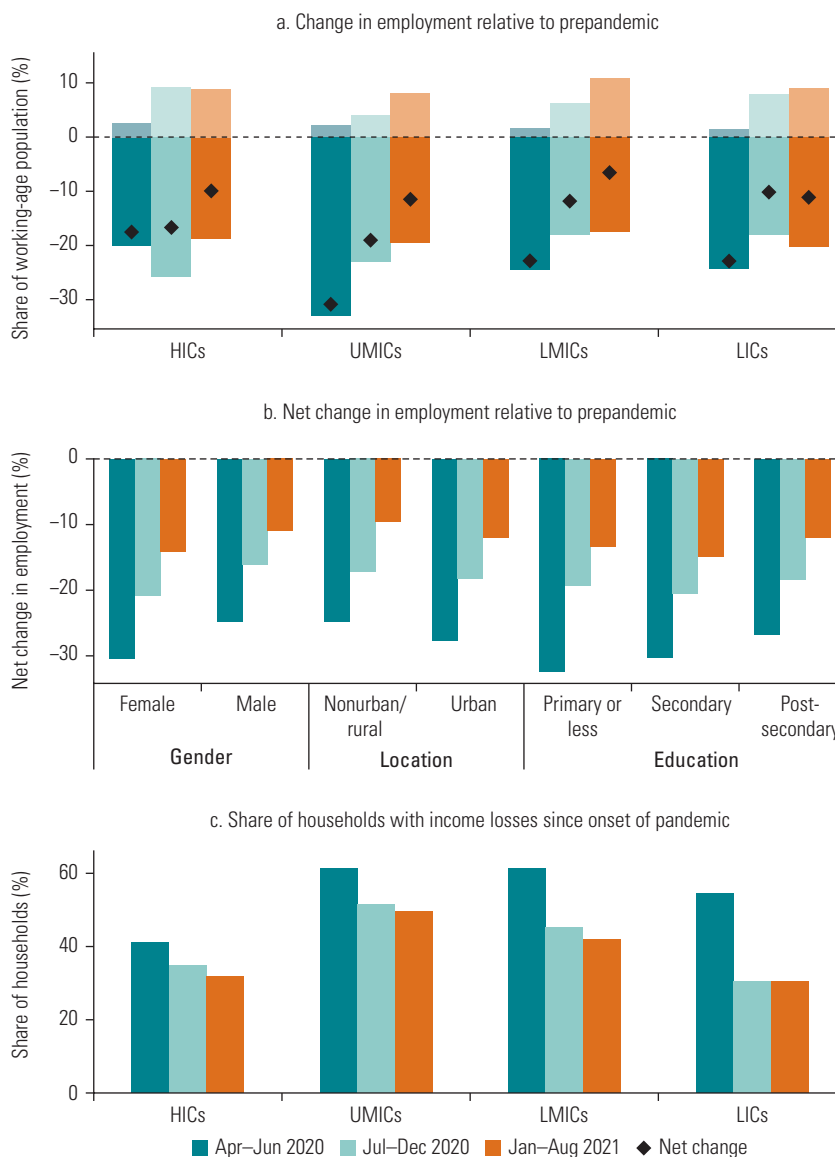 a. Change in employment relative to prepandemic
Share of working-age population (%)
10
0
–10
–20
–30
HICs UMICs LMICs LICs
b. Net change in employment relative to prepandemic
Net change in employment (%)
0
–10
–20
–30
Female Male Nonurban/ Urban Primary or Secondary Post-
rural less secondary
Gender Location Education
c. Share of households with income losses since onset of pandemic
Share of households (%)
60
40
20
0
HICs UMICs LMICs LICs
Apr–Jun 2020 Jul–Dec 2020 Jan–Aug 2021 Net change